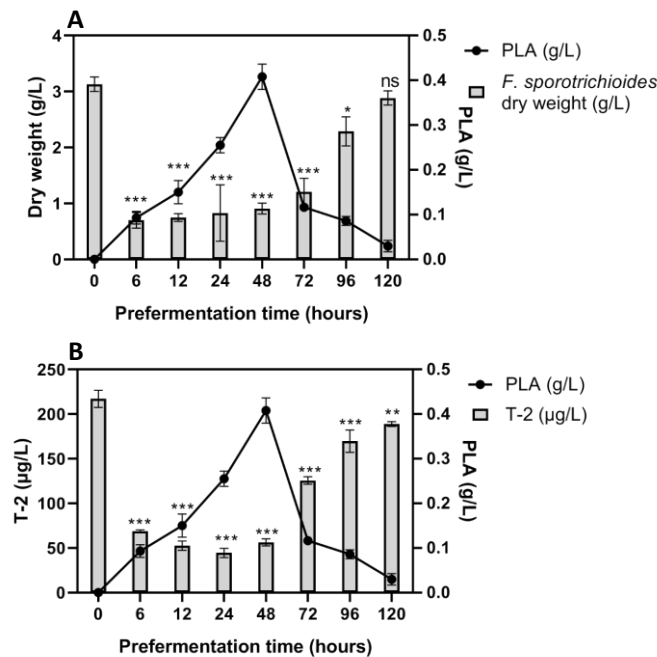 A
Dry weight (g/L)
4
3
2
1
0
***
***
***
***
***
*
ns
0.5
0.4
0.3
0.2
0.1
0.0
PLA
(g/L)
PLA (g/L)
F. sporotrichioides
dry weight (g/L)
0 6 12 24 48 72 96 120
Prefermentation time (hours)
B
T-2 (µg/L)
250
200
150
100
50
0
***
***
***
***
***
***
**
0.5
0.4
0.3
0.2
0.1
0.0
PLA
(g/L)
PLA (g/L)
T-2 (µg/L)
0 6 12 24 48 72 96 120
Prefermentation time (hours)